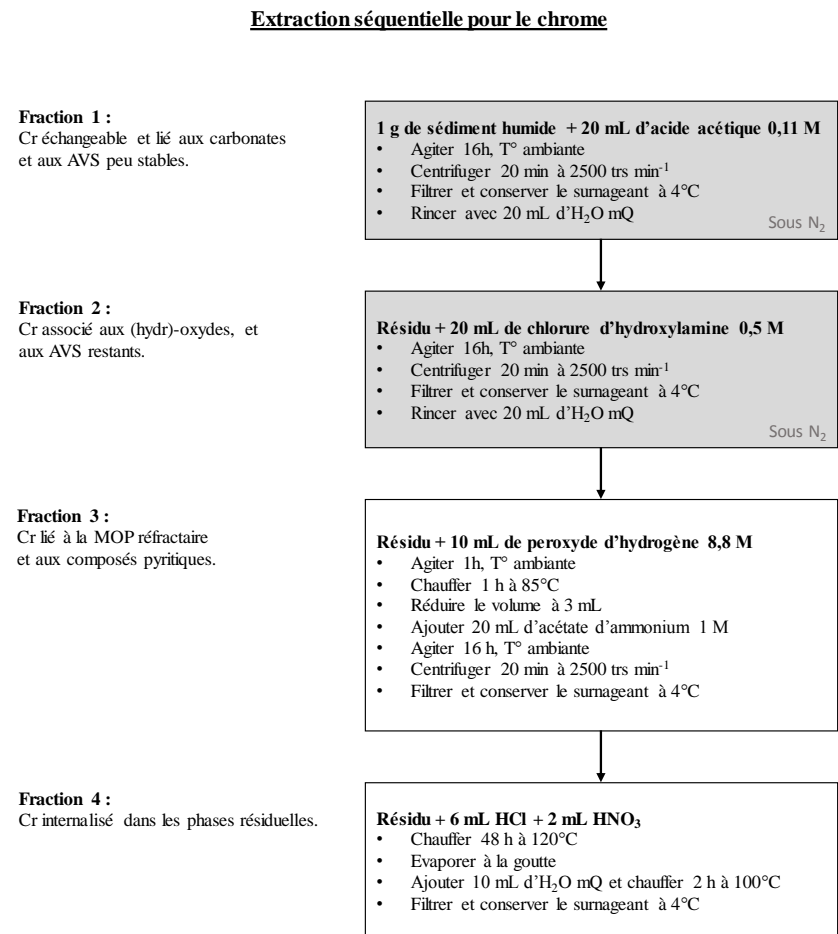 Extraction séquentielle pour le chrome
Fraction 1 :
Cr échangeable et lié aux carbonates
et aux AVS peu stables.
1 g de sédiment humide + 20 mL d'acide acétique 0,11 M
• Agiter 16h, T° ambiante
• Centrifuger 20 min à 2500 trs min⁻¹
• Filtrer et conserver le surnageant à 4°C
• Rincer avec 20 mL d'H₂O mQ
Sous N₂
Fraction 2 :
Cr associé aux (hydr)-oxydes, et
aux AVS restants.
Résidu + 20 mL de chlorure d'hydroxylamine 0,5 M
• Agiter 16h, T° ambiante
• Centrifuger 20 min à 2500 trs min⁻¹
• Filtrer et conserver le surnageant à 4°C
• Rincer avec 20 mL d'H₂O mQ
Sous N₂
Fraction 3 :
Cr lié à la MOP réfractaire
et aux composés pyritiques.
Résidu + 10 mL de peroxyde d'hydrogène 8,8 M
• Agiter 1h, T° ambiante
• Chauffer 1 h à 85°C
• Réduire le volume à 3 mL
• Ajouter 20 mL d'acétate d'ammonium 1 M
• Agiter 16 h, T° ambiante
• Centrifuger 20 min à 2500 trs min⁻¹
• Filtrer et conserver le surnageant à 4°C
Fraction 4 :
Cr internalisé dans les phases résiduelles.
Résidu + 6 mL HCl + 2 mL HNO₃
• Chauffer 48 h à 120°C
• Evaporer à la goutte
• Ajouter 10 mL d'H₂O mQ et chauffer 2 h à 100°C
• Filtrer et conserver le surnageant à 4°C